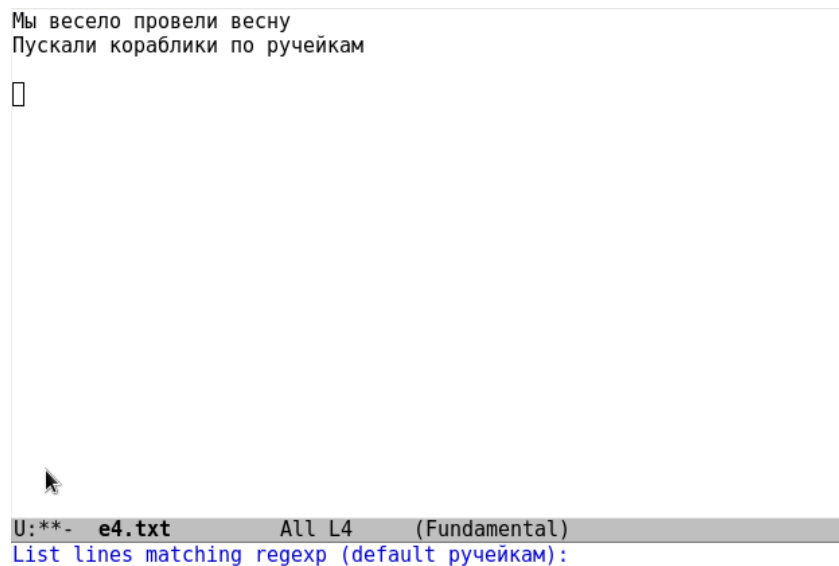 Мы весело провели весну
Пускали кораблики по ручейкам
U:**-  e4.txt         All L4     (Fundamental)
List lines matching regexp (default ручейкам):